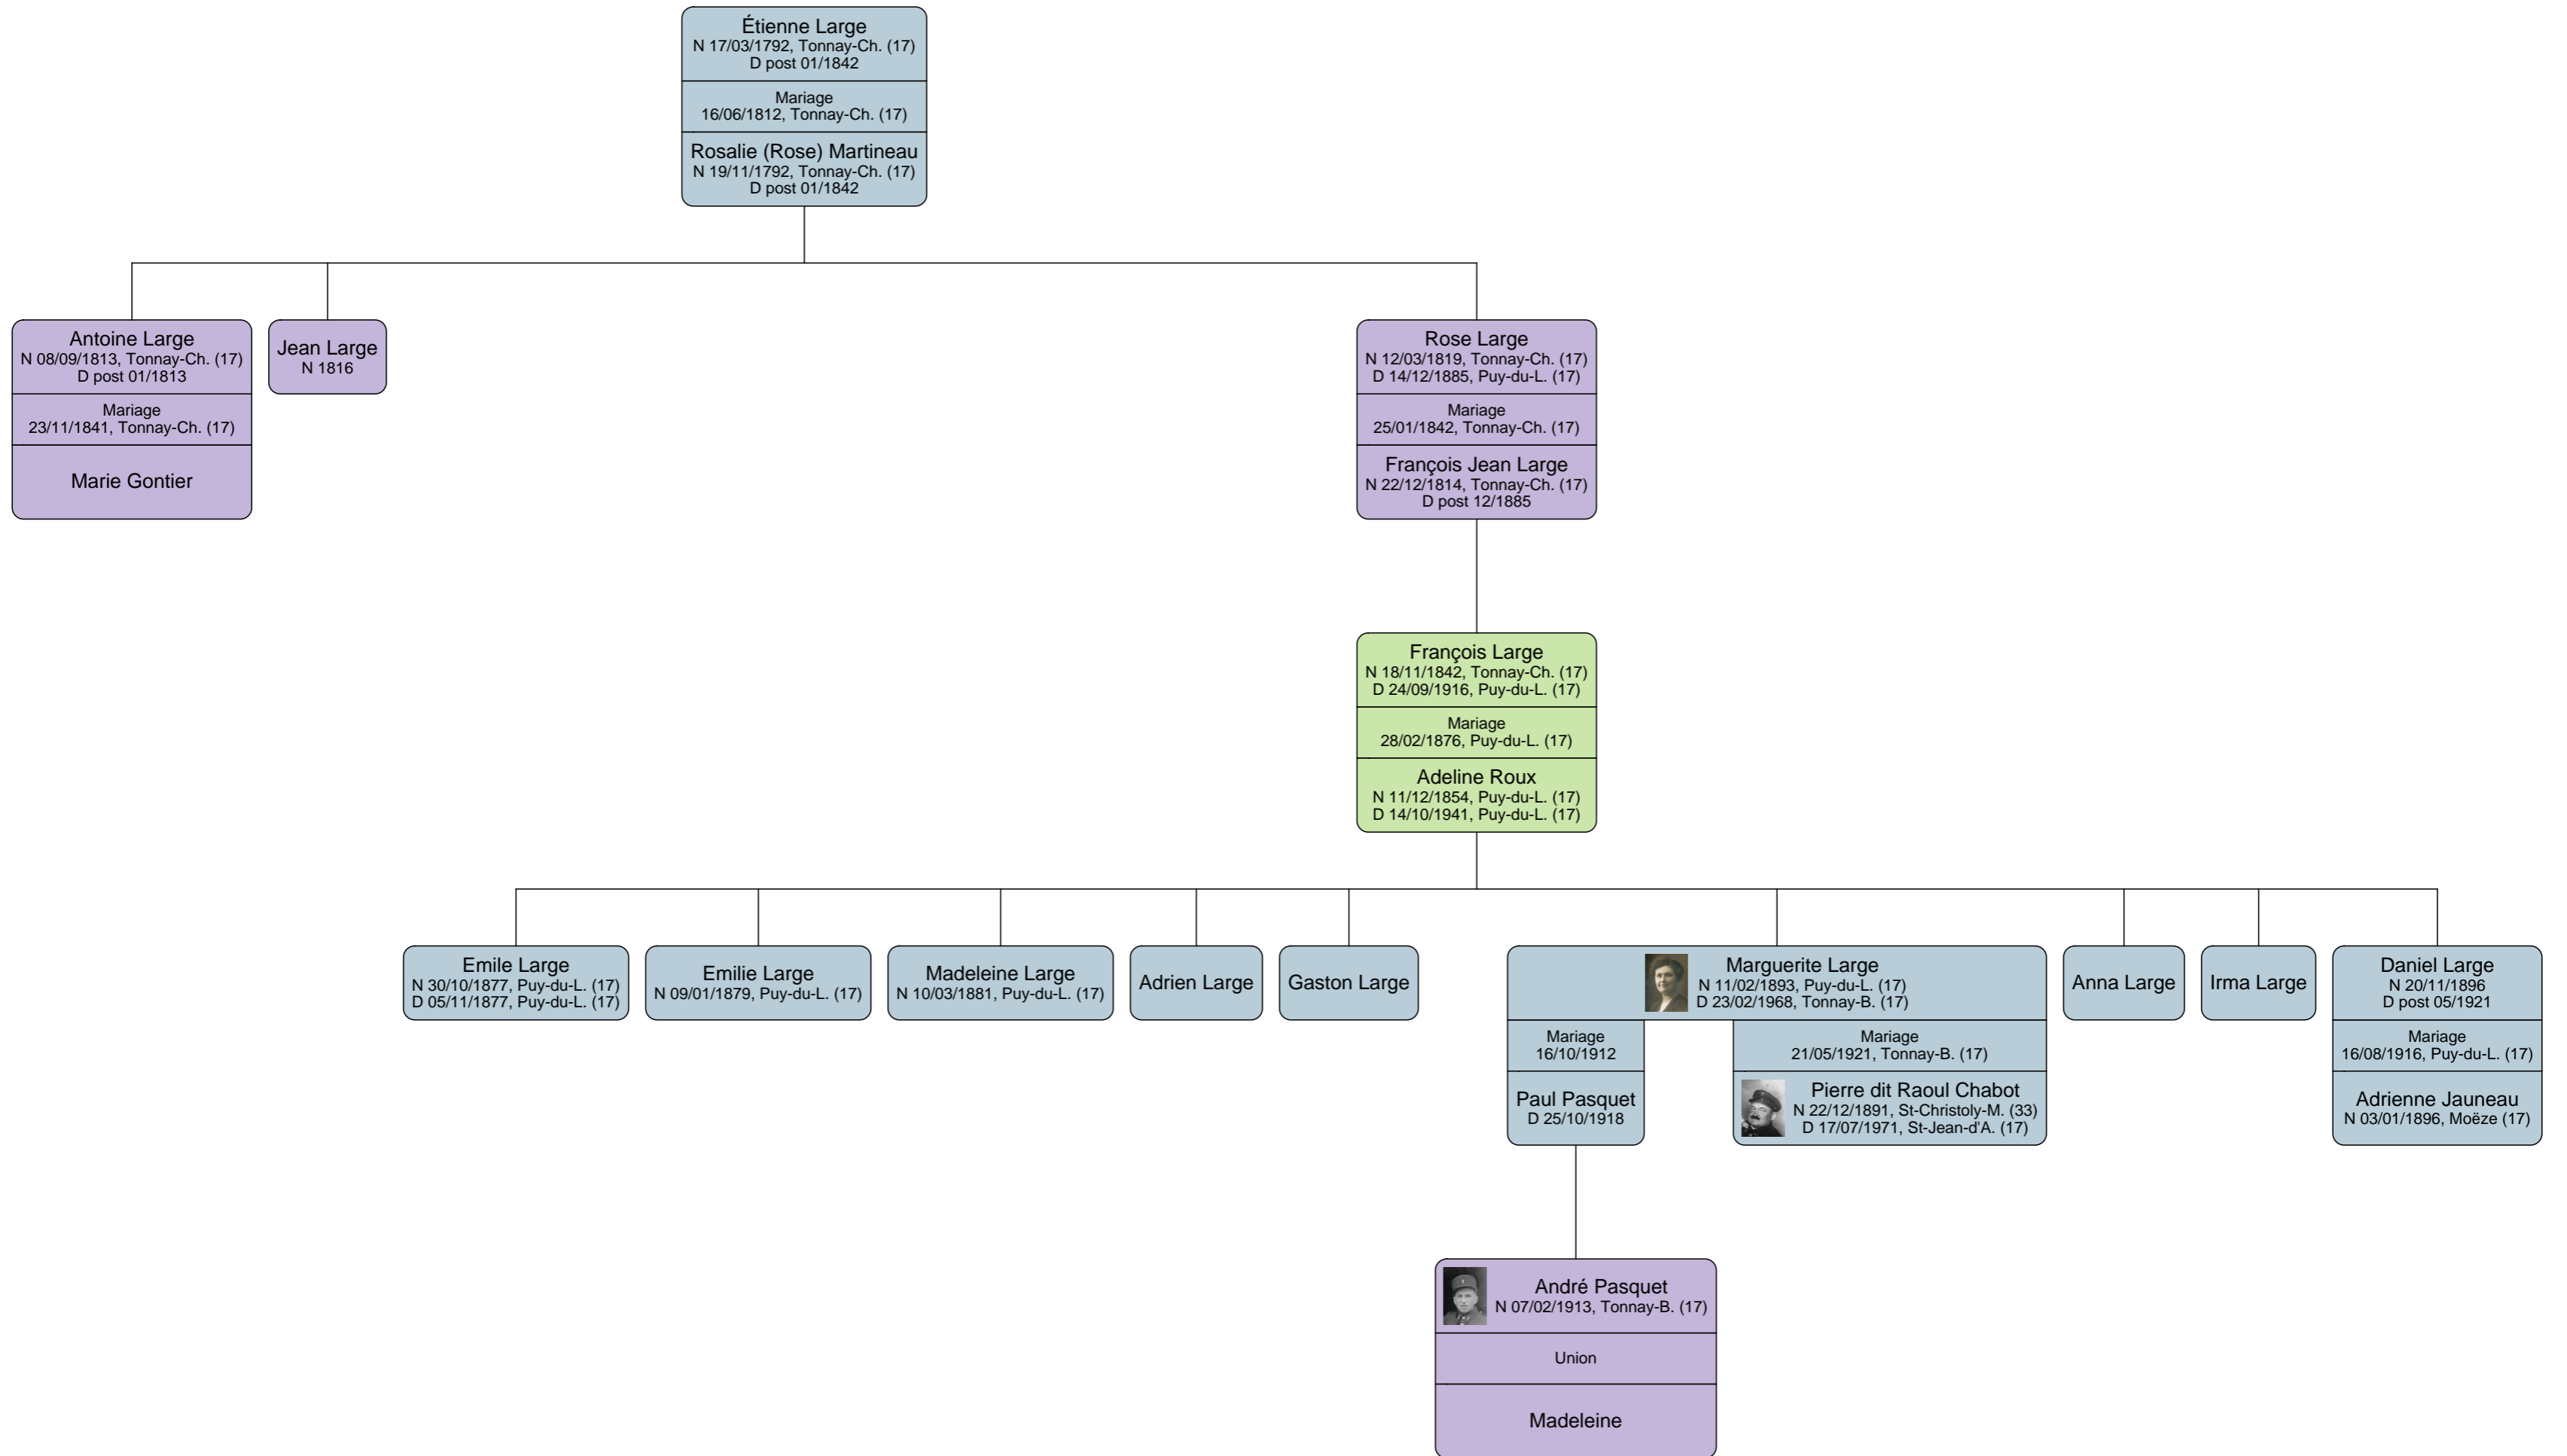 Étienne Large
N 17/03/1792, Tonnay-Ch. (17)
D post 01/1842
Mariage
16/06/1812, Tonnay-Ch. (17)
Rosalie (Rose) Martineau
N 19/11/1792, Tonnay-Ch. (17)
D post 01/1842
Antoine Large
N 08/09/1813, Tonnay-Ch. (17)
D post 01/1813
Mariage
23/11/1841, Tonnay-Ch. (17)
Marie Gontier
Jean Large
N 1816
Rose Large
N 12/03/1819, Tonnay-Ch. (17)
D 14/12/1885, Puy-du-L. (17)
Mariage
25/01/1842, Tonnay-Ch. (17)
François Jean Large
N 22/12/1814, Tonnay-Ch. (17)
D post 12/1885
François Large
N 18/11/1842, Tonnay-Ch. (17)
D 24/09/1916, Puy-du-L. (17)
Mariage
28/02/1876, Puy-du-L. (17)
Adeline Roux
N 11/12/1854, Puy-du-L. (17)
D 14/10/1941, Puy-du-L. (17)
Emile Large
N 30/10/1877, Puy-du-L. (17)
D 05/11/1877, Puy-du-L. (17)
Emilie Large
N 09/01/1879, Puy-du-L. (17)
Madeleine Large
N 10/03/1881, Puy-du-L. (17)
Adrien Large
Gaston Large
Marguerite Large
N 11/02/1893, Puy-du-L. (17)
D 23/02/1968, Tonnay-B. (17)
Mariage
16/10/1912
Paul Pasquet
D 25/10/1918
Mariage
21/05/1921, Tonnay-B. (17)
Pierre dit Raoul Chabot
N 22/12/1891, St-Christoly-M. (33)
D 17/07/1971, St-Jean-d'A. (17)
Anna Large
Irma Large
Daniel Large
N 20/11/1896
D post 05/1921
Mariage
16/08/1916, Puy-du-L. (17)
Adrienne Jauneau
N 03/01/1896, Moëze (17)
André Pasquet
N 07/02/1913, Tonnay-B. (17)
Union
Madeleine